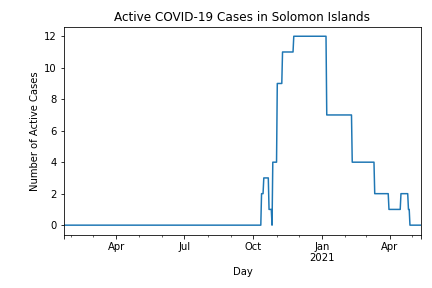 Active COVID-19 Cases in Solomon Islands
12
10
8
6
4
2
0
Number of Active Cases
Apr
Jul
Oct
Jan
2021
Apr
Day